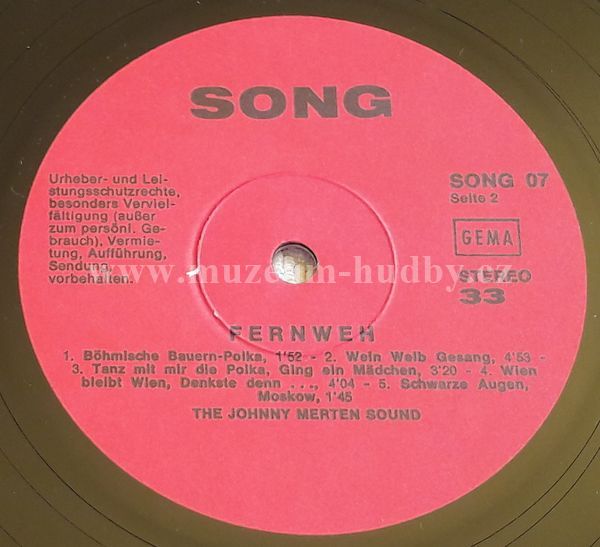 SONG
Urheber- und Lei-
stungsschutzrechte,
besonders Verviel-
fältigung (außer
zum persönl. Ge-
brauch), Vermie-
tung, Aufführung,
Sendung,
vorbehalten.
SONG 07
Seite 2
GEMA
STEREO
33
www.muzeum-hudby.cz
FERNWEH
1. Böhmische Bauern-Polka, 1'52 - 2. Wein Weib Gesang, 4'53 -
3. Tanz mit mir die Polka, Ging ein Mädchen, 3'20 - 4. Wien
bleibt Wien, Denkste denn ..., 4'04 - 5. Schwarze Augen,
Moskow, 1'45
THE JOHNNY MERTEN SOUND